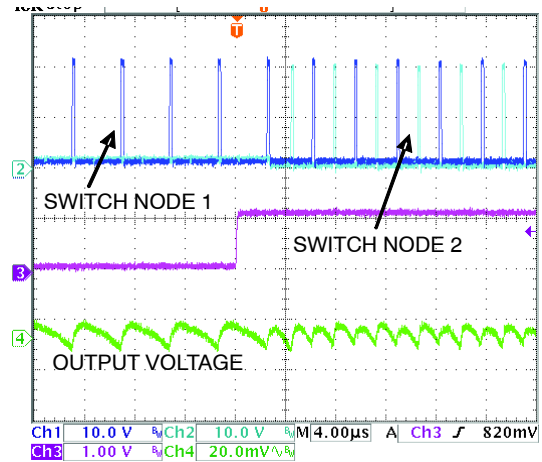 T
2
SWITCH NODE 1
SWITCH NODE 2
3
4
OUTPUT VOLTAGE
Ch1 10.0 V Ch2 10.0 V M 4.00µs A Ch3 820mV
Ch3 1.00 V Ch4 20.0mV